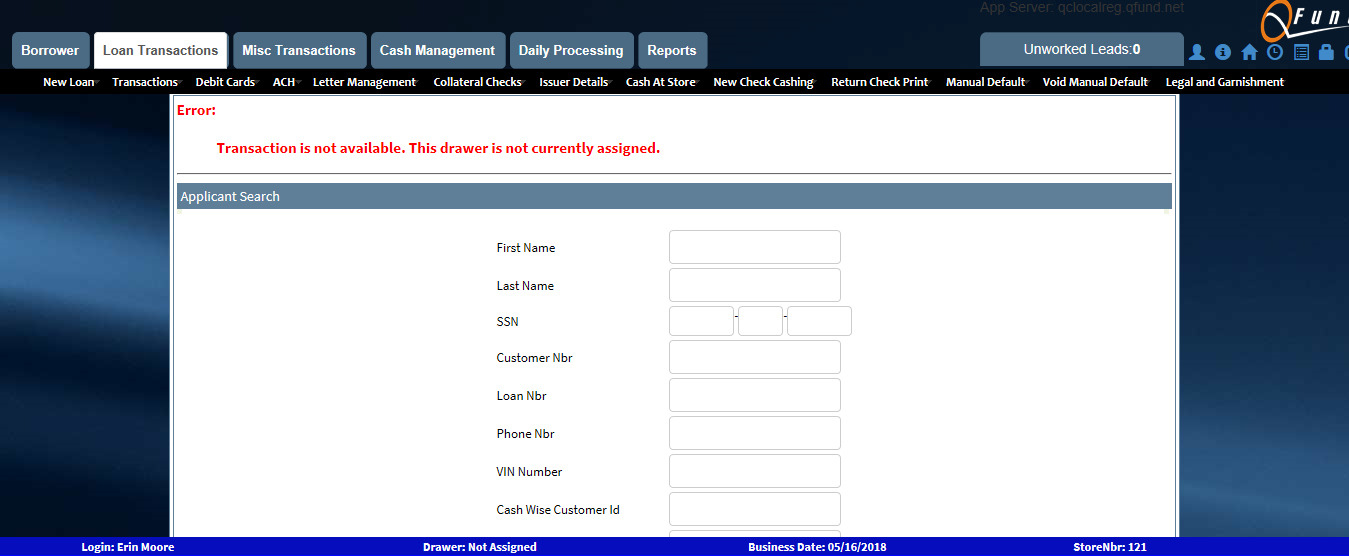 App Server: qclocalreg.qfund.net
QFun
Borrower Loan Transactions Misc Transactions Cash Management Daily Processing Reports Unworked Leads:0
New Loan Transactions Debit Cards ACH Letter Management Collateral Checks Issuer Details Cash At Store New Check Cashing Return Check Print Manual Default Void Manual Default Legal and Garnishment
Error:
Transaction is not available. This drawer is not currently assigned.
Applicant Search
First Name
Last Name
SSN - -
Customer Nbr
Loan Nbr
Phone Nbr
VIN Number
Cash Wise Customer Id
Login: Erin Moore Drawer: Not Assigned Business Date: 05/16/2018 StoreNbr: 121